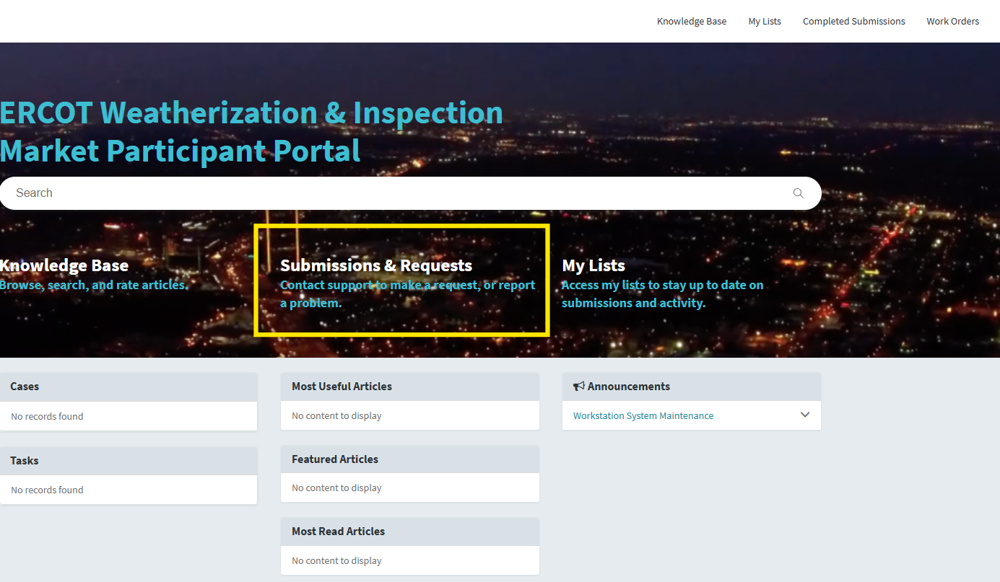 Knowledge Base My Lists Completed Submissions Work Orders
ERCOT Weatherization & Inspection
Market Participant Portal
Search
Knowledge Base
Browse, search, and rate articles.
Submissions & Requests
Contact support to make a request, or report
a problem.
My Lists
Access my lists to stay up to date on
submissions and activity.
Cases
No records found
Tasks
No records found
Most Useful Articles
No content to display
Featured Articles
No content to display
Most Read Articles
No content to display
Announcements
Workstation System Maintenance